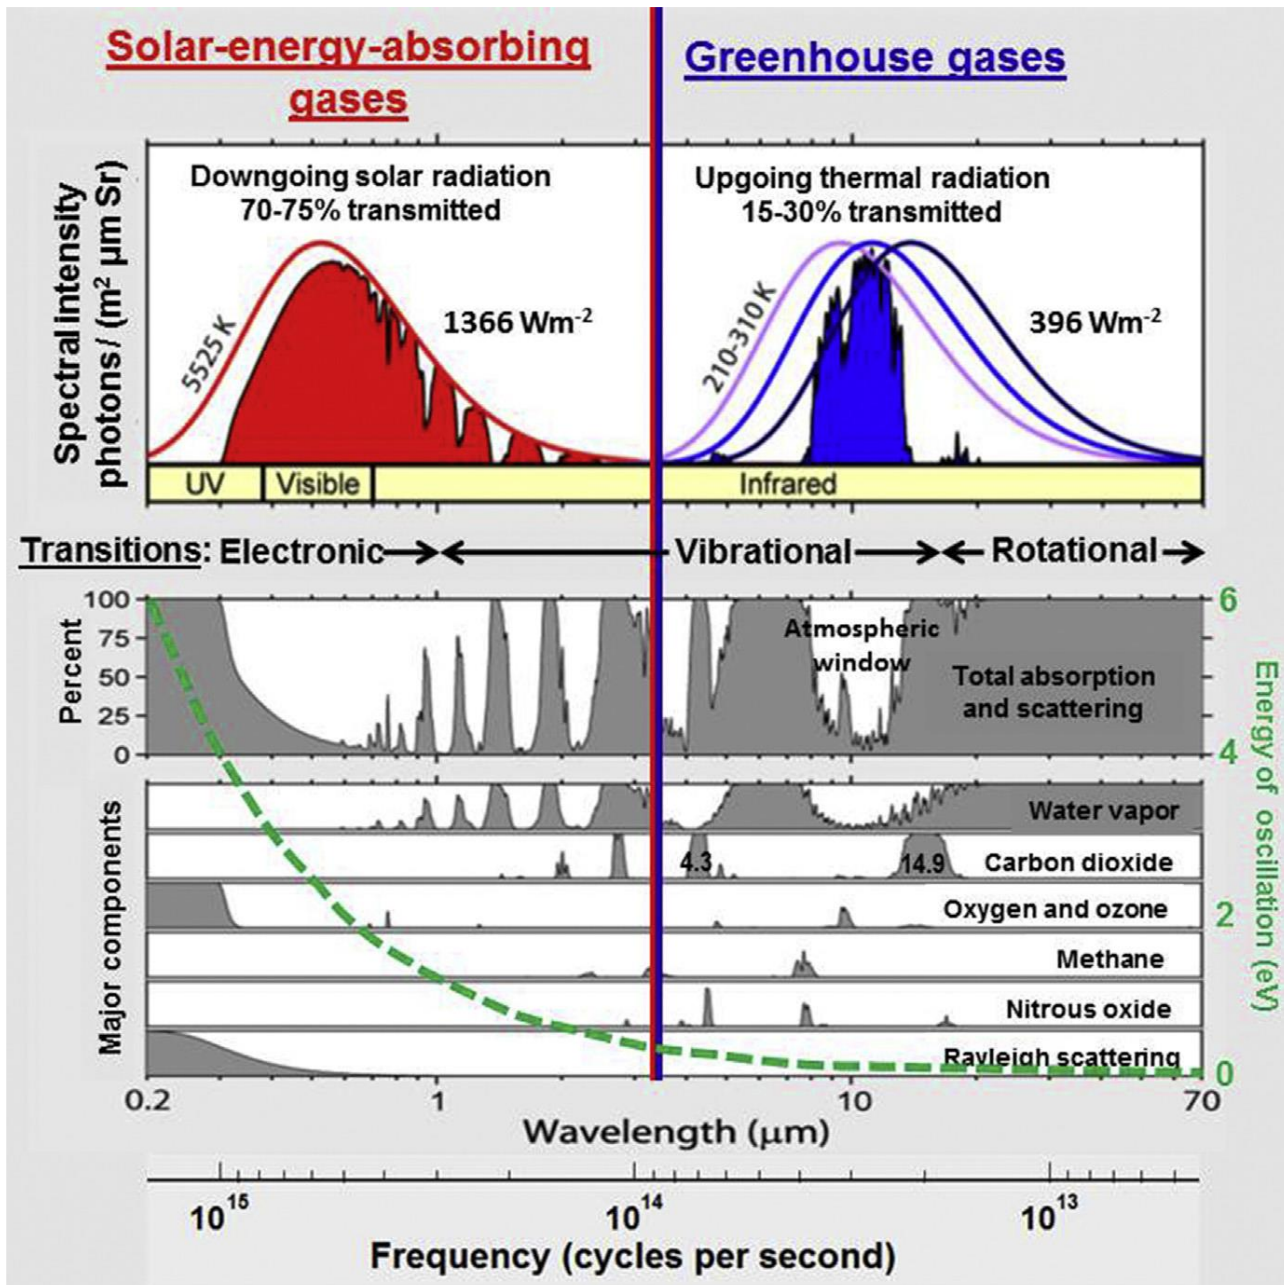 Solar-energy-absorbing
gases
Greenhouse gases
Spectral intensity
photons/ (m² µm Sr)
Downgoing solar radiation
70-75% transmitted
5525 K
1366 Wm⁻²
Upgoing thermal radiation
15-30% transmitted
210-310 K
396 Wm⁻²
UV
Visible
Infrared
Transitions: Electronic
Vibrational
Rotational
Percent
100
75
50
25
0
Atmospheric
window
Total absorption
and scattering
6
4
2
0
Energy of oscillation (eV)
Major components
Water vapor
4.3
14.9
Carbon dioxide
Oxygen and ozone
Methane
Nitrous oxide
Rayleigh scattering
0.2
1
10
70
Wavelength (µm)
10¹⁵
10¹⁴
10¹³
Frequency (cycles per second)